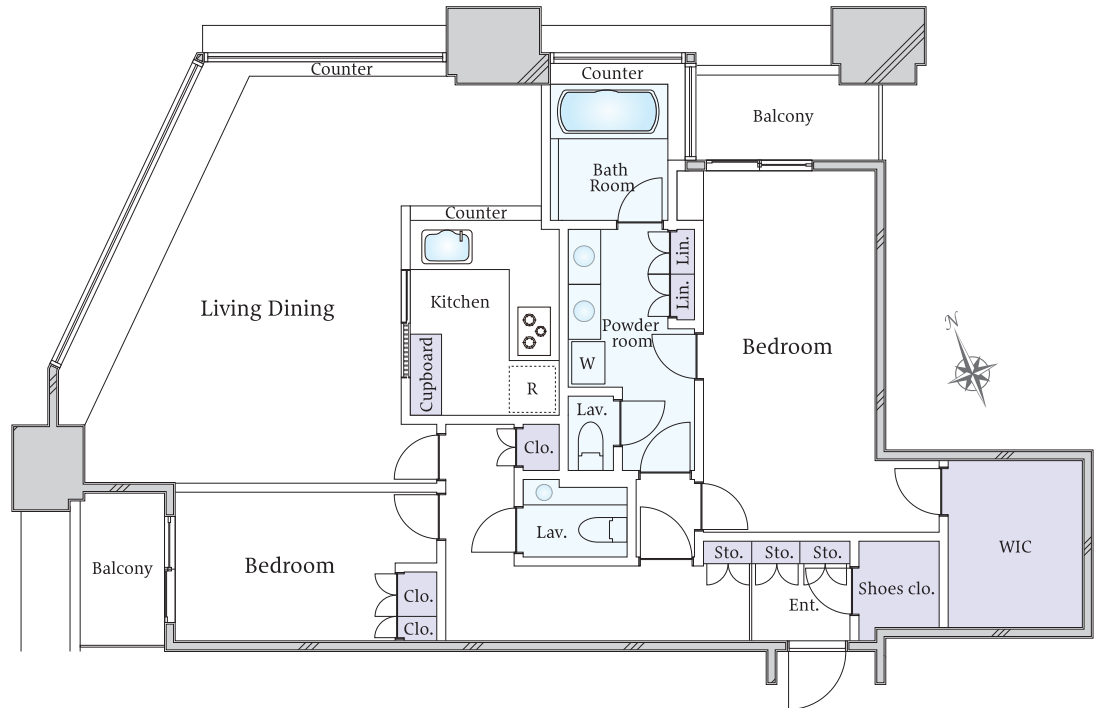 Counter
Counter
Balcony
Bath
Room
Counter
Lin.
Lin.
Living Dining
Kitchen
Powder
room
Bedroom
N
Cupboard
W
R
Lav.
Clo.
Lav.
Balcony
Bedroom
Clo.
Clo.
Sto.
Sto.
Sto.
Ent.
Shoes clo.
WIC